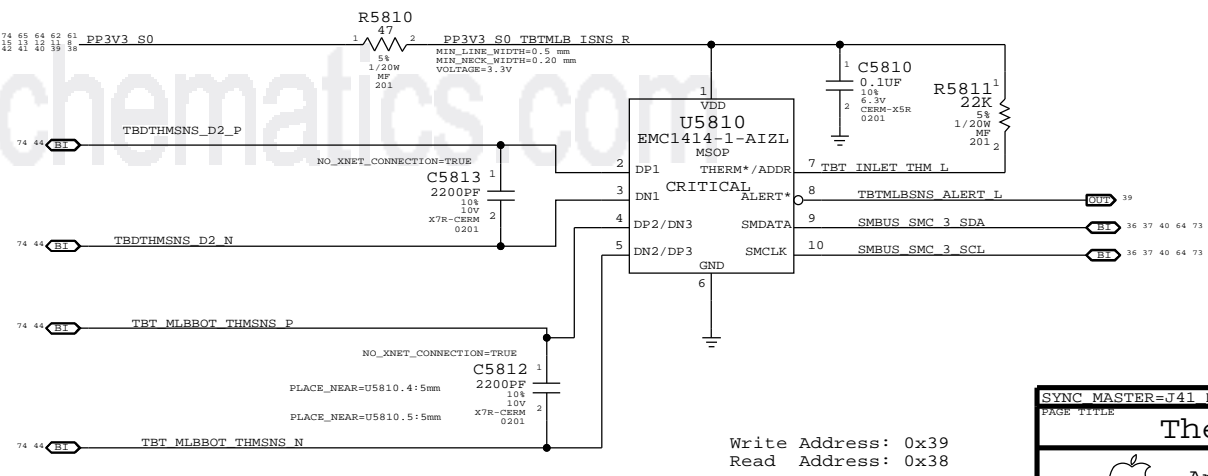 R5810
47
74 65 64 62 61
15 13 12 11 8
42 41 40 39 38
PP3V3_S0
1
2
PP3V3_S0_TBTMLB_ISNS_R
MIN_LINE_WIDTH=0.5 mm
MIN_NECK_WIDTH=0.20 mm
VOLTAGE=3.3V
5%
1/20W
MF
201
chematics.com
1
C5810
0.1UF
10%
6.3V
CERM-X5R
0201
2
R5811
1
22K
5%
1/20W
MF
201
2
1
VDD
U5810
EMC1414-1-AIZL
MSOP
CRITICAL
TBDTHMSNS_D2_P
74 44 BI
NO_XNET_CONNECTION=TRUE
C5813
1
2200PF
10%
10V
X7R-CERM
0201
2
2 DP1
THERM*/ADDR 7 TBT_INLET_THM_L
3 DN1
ALERT* 8 TBTMLBSNS_ALERT_L OUT 39
4 DP2/DN3
SMDATA 9 SMBUS_SMC_3_SDA BI 36 37 40 64 73
5 DN2/DP3
SMCLK 10 SMBUS_SMC_3_SCL BI 36 37 40 64 73
GND
6
74 44 BI TBDTHMSNS_D2_N
74 44 BI TBT_MLBBOT_THMSNS_P
NO_XNET_CONNECTION=TRUE
C5812
1
2200PF
10%
10V
X7R-CERM
0201
2
PLACE_NEAR=U5810.4:5mm
PLACE_NEAR=U5810.5:5mm
74 44 BI TBT_MLBBOT_THMSNS_N
Write Address: 0x39
Read Address: 0x38
SYNC_MASTER=J41_
PAGE TITLE
The